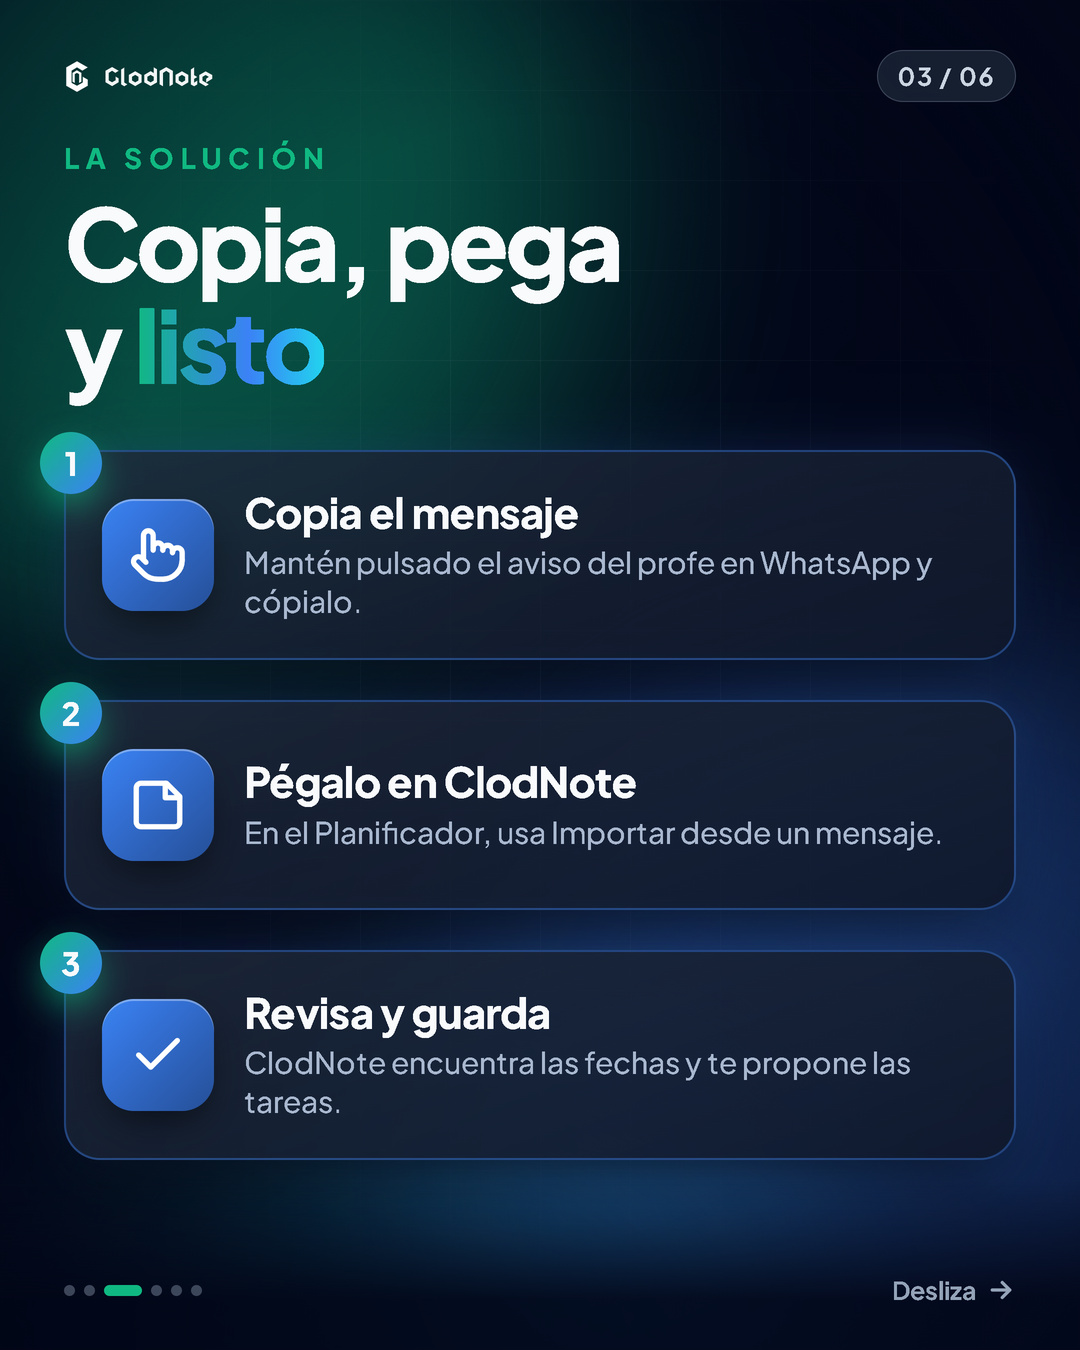 ClodNote
03 / 06
LA SOLUCIÓN
Copia, pega
y listo
1
Copia el mensaje
Mantén pulsado el aviso del profe en WhatsApp y
cópialo.
2
Pégalo en ClodNote
En el Planificador, usa Importar desde un mensaje.
3
Revisa y guarda
ClodNote encuentra las fechas y te propone las
tareas.
Desliza →